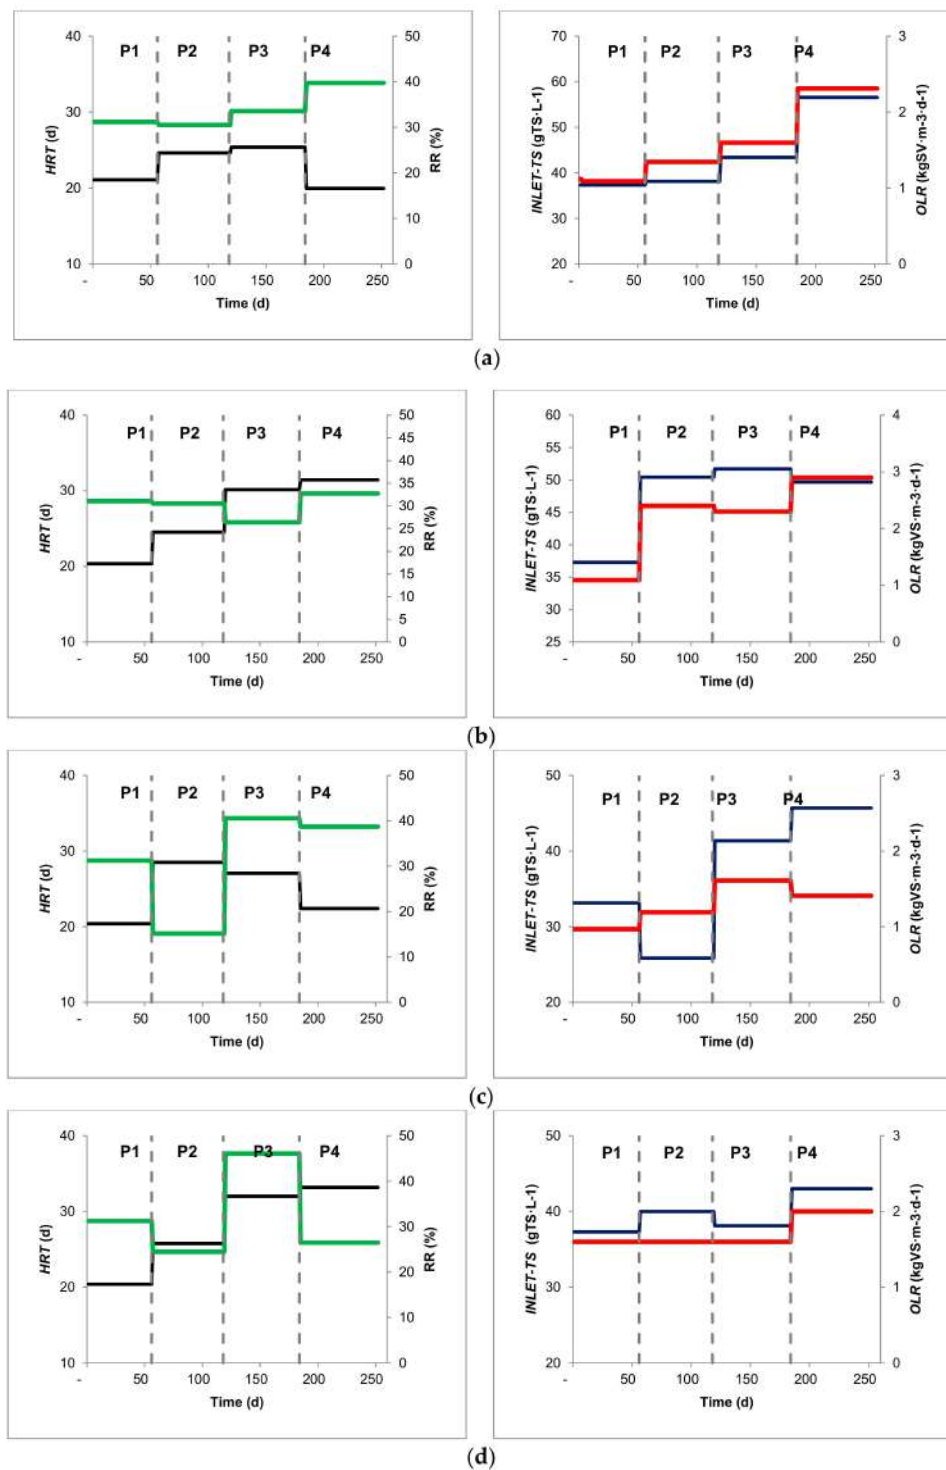 40
50
P1
P2
P3
P4
40
30
30
HRT (d)
RR (%)
20
20
10
10
0
-
50
100
150
200
250
Time (d)
70
3
P1
P2
P3
P4
60
50
2
INLET-TS (gTS·L-1)
OLR (kgSV·m-3·d-1)
40
1
30
20
0
-
50
100
150
200
250
Time (d)
(a)
40
50
45
P1
P2
P3
P4
40
35
30
30
HRT (d)
RR (%)
25
20
20
15
10
5
10
0
-
50
100
150
200
250
Time (d)
60
4
P1
P2
P3
P4
55
50
3
45
INLET-TS (gTS·L-1)
OLR (kgVS·m-3·d-1)
40
2
35
1
30
25
0
-
50
100
150
200
250
Time (d)
(b)
40
50
P1
P2
P3
P4
40
30
30
HRT (d)
RR (%)
20
20
10
10
0
-
50
100
150
200
250
Time (d)
50
3
P1
P2
P3
P4
40
2
INLET-TS (gTS·L-1)
OLR (kgVS·m-3·d-1)
30
1
20
0
-
50
100
150
200
250
Time (d)
(c)
40
50
P1
P2
P3
P4
40
30
30
HRT (d)
RR (%)
20
20
10
10
0
-
50
100
150
200
250
Time (d)
50
3
P1
P2
P3
P4
40
2
INLET-TS (gTS·L-1)
OLR (kgVS·m-3·d-1)
30
1
20
0
-
50
100
150
200
250
Time (d)
(d)